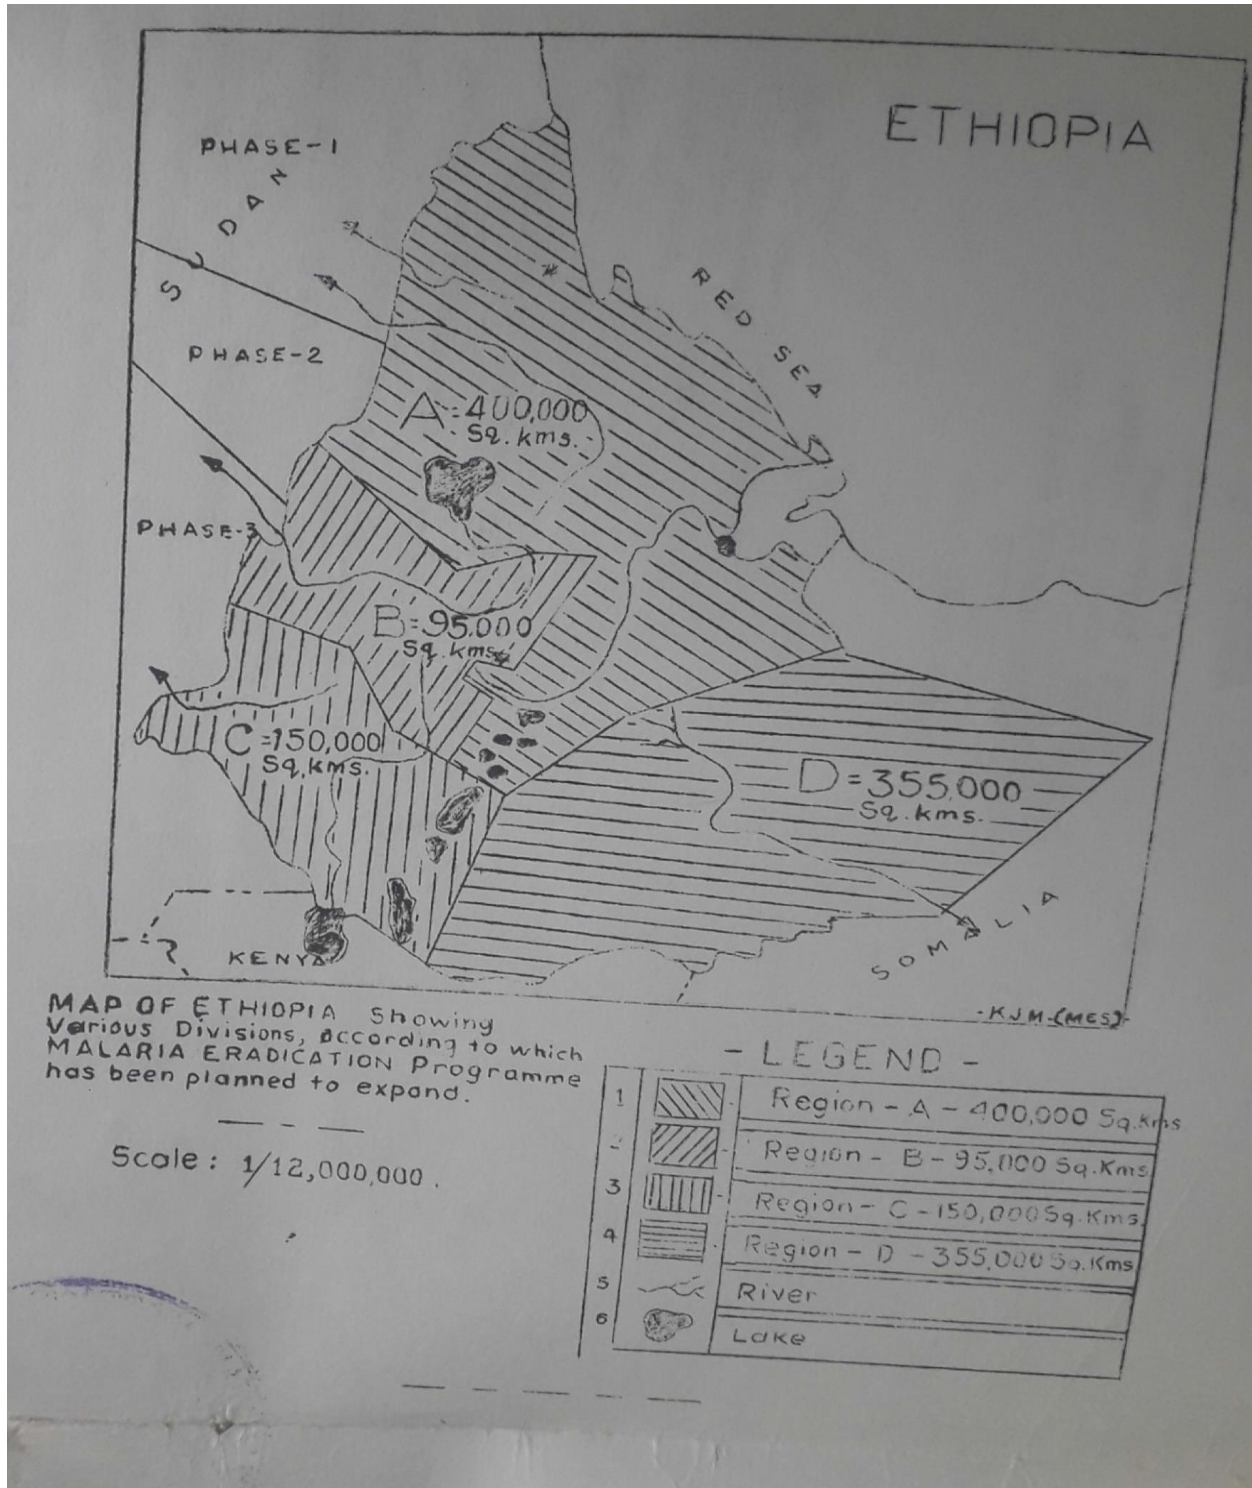 ETHIOPIA
PHASE-1
SUDAN
RED SEA
PHASE-2
A=400,000
Sq. kms.
PHASE-3
B=95,000
Sq. kms.
C=150,000
Sq. kms.
D=355,000
Sq. kms.
SOMALIA
KENYA
-KJM-(MES)-
MAP OF ETHIOPIA Showing
Various Divisions, according to which
MALARIA ERADICATION Programme
has been planned to expand.
Scale: 1/12,000,000.
- LEGEND -
1 Region - A - 400,000 Sq.Kms
2 Region - B - 95,000 Sq.Kms
3 Region - C - 150,000 Sq.Kms.
4 Region - D - 355,000 Sq.Kms
5 River
6 Lake